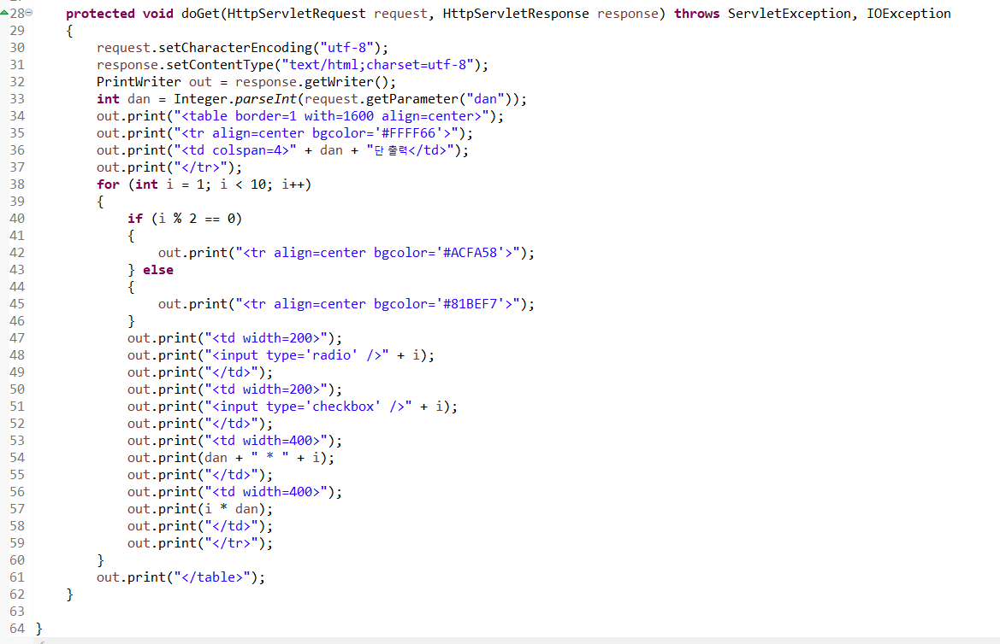 28 protected void doGet(HttpServletRequest request, HttpServletResponse response) throws ServletException, IOException
29 {
30 request.setCharacterEncoding("utf-8");
31 response.setContentType("text/html;charset=utf-8");
32 PrintWriter out = response.getWriter();
33 int dan = Integer.parseInt(request.getParameter("dan"));
34 out.print("<table border=1 with=1600 align=center>");
35 out.print("<tr align=center bgcolor='#FFFF66'>");
36 out.print("<td colspan=4>" + dan + "단 출력</td>");
37 out.print("</tr>");
38 for (int i = 1; i < 10; i++)
39 {
40 if (i % 2 == 0)
41 {
42 out.print("<tr align=center bgcolor='#ACFA58'>");
43 } else
44 {
45 out.print("<tr align=center bgcolor='#81BEF7'>");
46 }
47 out.print("<td width=200>");
48 out.print("<input type='radio' />" + i);
49 out.print("</td>");
50 out.print("<td width=200>");
51 out.print("<input type='checkbox' />" + i);
52 out.print("</td>");
53 out.print("<td width=400>");
54 out.print(dan + " * " + i);
55 out.print("</td>");
56 out.print("<td width=400>");
57 out.print(i * dan);
58 out.print("</td>");
59 out.print("</tr>");
60 }
61 out.print("</table>");
62 }
63
64 }